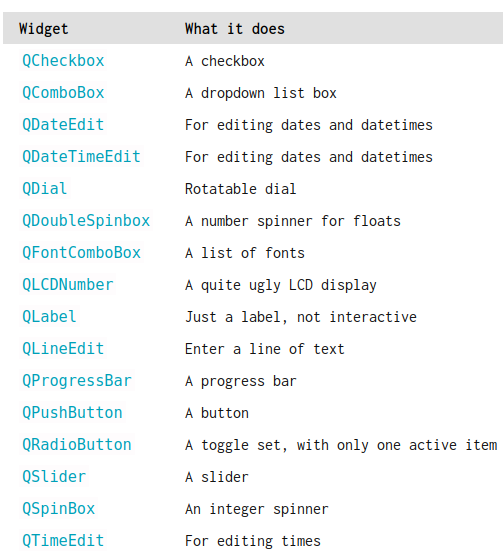 Widget What it does
QCheckbox A checkbox
QComboBox A dropdown list box
QDateEdit For editing dates and datetimes
QDateTimeEdit For editing dates and datetimes
QDial Rotatable dial
QDoubleSpinbox A number spinner for floats
QFontComboBox A list of fonts
QLCDNumber A quite ugly LCD display
QLabel Just a label, not interactive
QLineEdit Enter a line of text
QProgressBar A progress bar
QPushButton A button
QRadioButton A toggle set, with only one active item
QSlider A slider
QSpinBox An integer spinner
QTimeEdit For editing times